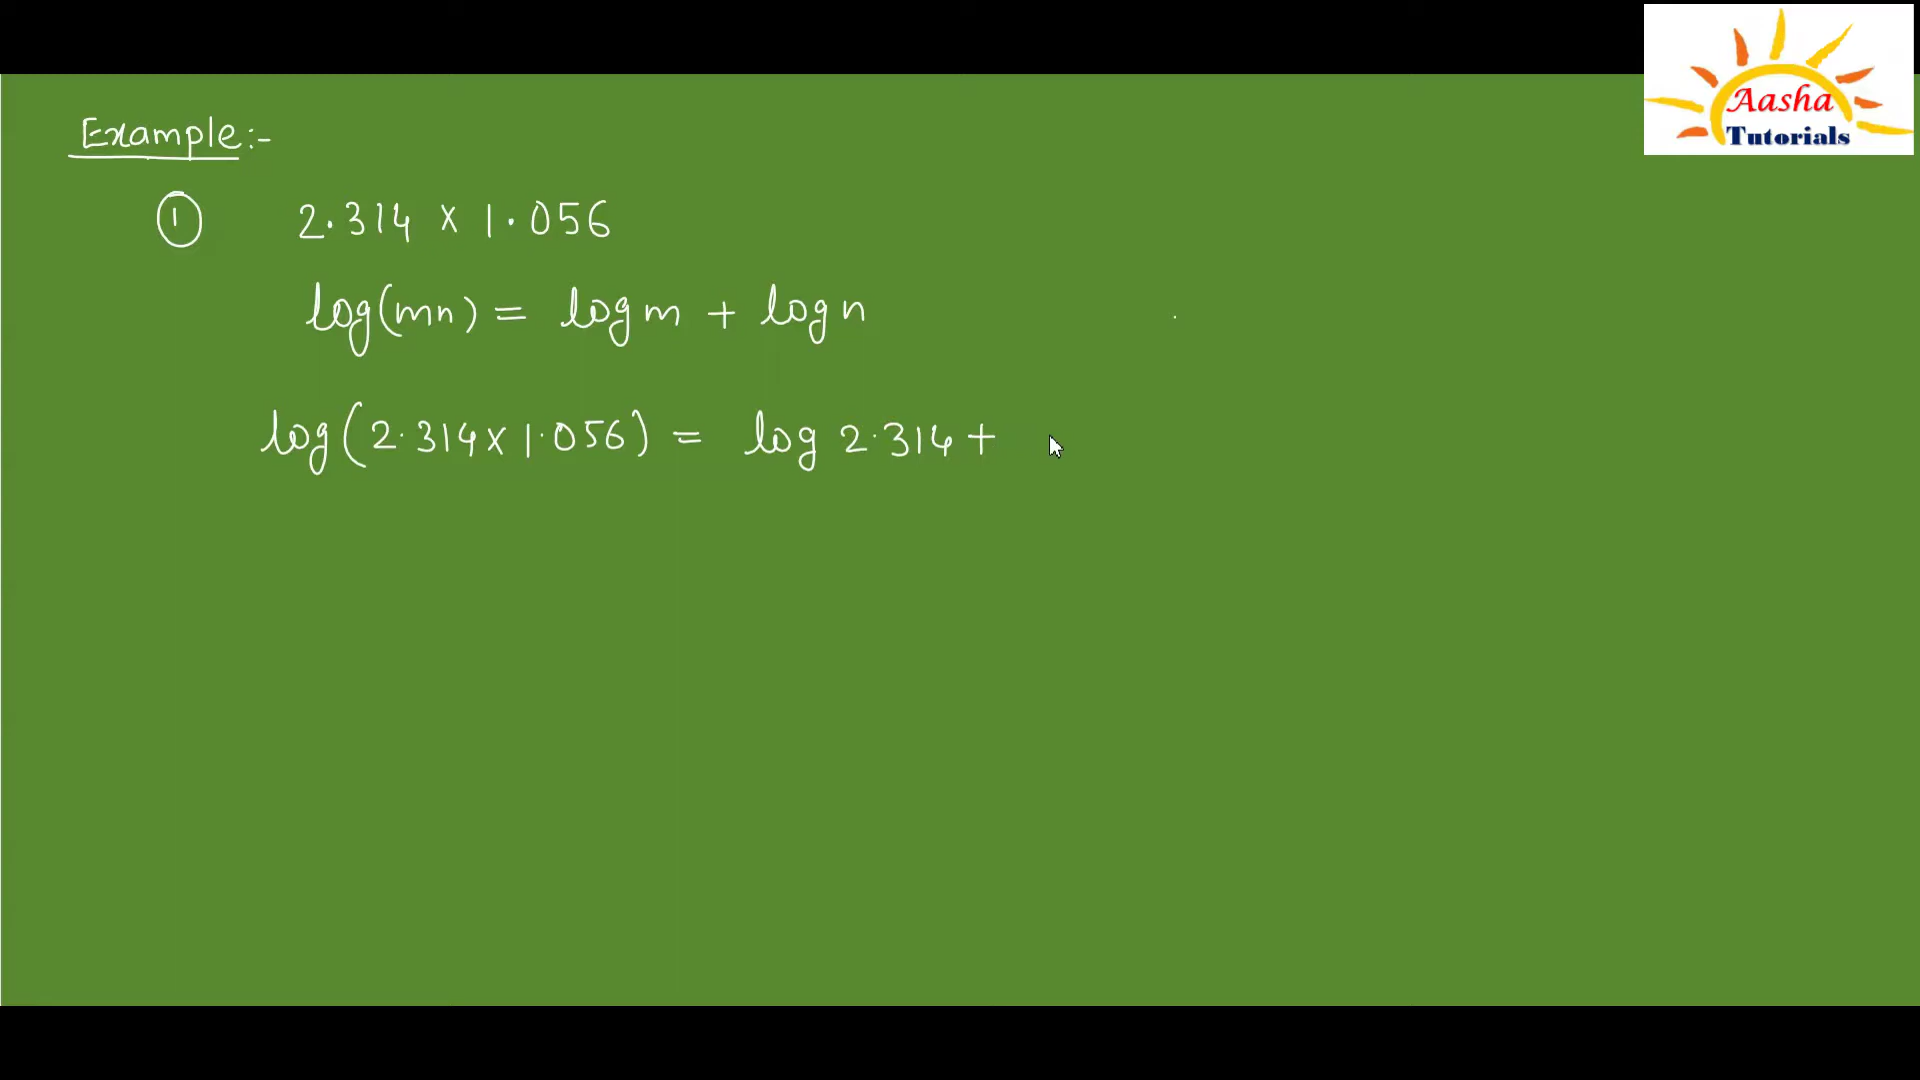 Aasha
Tutorials
Example:-
1 2.314 × 1.056
log(mn) = log m + log n
log(2.314×1.056) = log 2.314 +